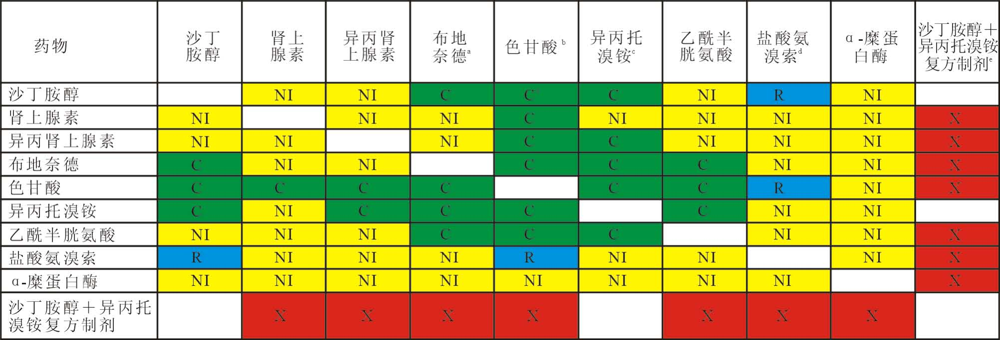 药物 沙丁胺醇 肾上腺素 异丙肾上腺素 布地奈德a 色甘酸b 异丙托溴铵c 乙酰半胱氨酸 盐酸氨溴索d α-糜蛋白酶 沙丁胺醇+异丙托溴铵复方制剂e
沙丁胺醇 NI NI C C C NI R NI
肾上腺素 NI NI NI C NI NI NI NI X
异丙肾上腺素 NI NI NI C C NI NI NI X
布地奈德 C NI NI C C C NI NI X
色甘酸 C C C C C C R NI X
异丙托溴铵 C NI C C C C NI NI
乙酰半胱氨酸 NI NI NI C C C NI NI X
盐酸氨溴索 R NI NI NI R NI NI NI X
α-糜蛋白酶 NI NI NI NI NI NI NI NI X
沙丁胺醇+异丙托
溴铵复方制剂 X X X X X X X